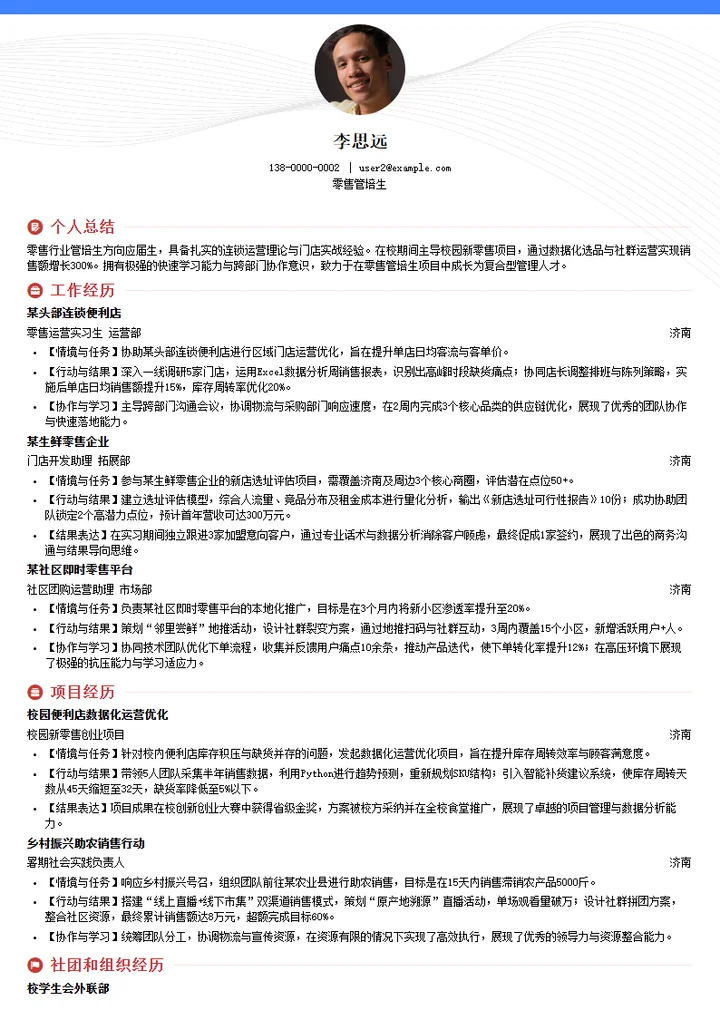 李思远
138-0000-0002 | user2@example.com
零售管培生
个人总结
零售行业管培生方向应届生，具备扎实的连锁运营理论与门店实战经验。在校期间主导校园新零售项目，通过数据化选品与社群运营实现销
售额增长300%。拥有极强的快速学习能力与跨部门协作意识，致力于在零售管培生项目中成长为复合型管理人才。
工作经历
某头部连锁便利店
零售运营实习生 运营部 济南
• 【情境与任务】协助某头部连锁便利店进行区域门店运营优化，旨在提升单店日均客流与客单价。
• 【行动与结果】深入一线调研5家门店，运用Excel数据分析周销售报表，识别出高峰时段缺货痛点；协同店长调整排班与陈列策略，实
施后单店日均销售额提升15%，库存周转率优化20%。
• 【协作与学习】主导跨部门沟通会议，协调物流与采购部门响应速度，在2周内完成3个核心品类的供应链优化，展现了优秀的团队协作
与快速落地能力。
某生鲜零售企业
门店开发助理 拓展部 济南
• 【情境与任务】参与某生鲜零售企业的新店选址评估项目，需覆盖济南及周边3个核心商圈，评估潜在点位50+。
• 【行动与结果】建立选址评估模型，综合人流量、竞品分布及租金成本进行量化分析，输出《新店选址可行性报告》10份；成功协助团
队锁定2个高潜力点位，预计首年营收可达300万元。
• 【结果表达】在实习期间独立跟进3家加盟意向客户，通过专业话术与数据分析消除客户顾虑，最终促成1家签约，展现了出色的商务沟
通与结果导向思维。
某社区即时零售平台
社区团购运营助理 市场部 济南
• 【情境与任务】负责某社区即时零售平台的本地化推广，目标是在3个月内将新小区渗透率提升至20%。
• 【行动与结果】策划“邻里尝鲜”地推活动，设计社群裂变方案，通过地推扫码与社群互动，3周内覆盖15个小区，新增活跃用户+人。
• 【协作与学习】协同技术团队优化下单流程，收集并反馈用户痛点10余条，推动产品迭代，使下单转化率提升12%；在高压环境下展现
了极强的抗压能力与学习适应力。
项目经历
校园便利店数据化运营优化
校园新零售创业项目 济南
• 【情境与任务】针对校内便利店库存积压与缺货并存的问题，发起数据化运营优化项目，旨在提升库存周转效率与顾客满意度。
• 【行动与结果】带领5人团队采集半年销售数据，利用Python进行趋势预测，重新规划SKU结构；引入智能补货建议系统，使库存周转天
数从45天缩短至32天，缺货率降低至5%以下。
• 【结果表达】项目成果在校创新创业大赛中获得省级金奖，方案被校方采纳并在全校食堂推广，展现了卓越的项目管理与数据分析能
力。
乡村振兴助农销售行动
暑期社会实践负责人 济南
• 【情境与任务】响应乡村振兴号召，组织团队前往某农业县进行助农销售，目标是在15天内销售滞销农产品5000斤。
• 【行动与结果】搭建“线上直播+线下市集”双渠道销售模式，策划“原产地溯源”直播活动，单场观看量破万；设计社群拼团方案，
整合社区资源，最终累计销售额达8万元，超额完成目标60%。
• 【协作与学习】统筹团队分工，协调物流与宣传资源，在资源有限的情况下实现了高效执行，展现了优秀的领导力与资源整合能力。
社团和组织经历
校学生会外联部